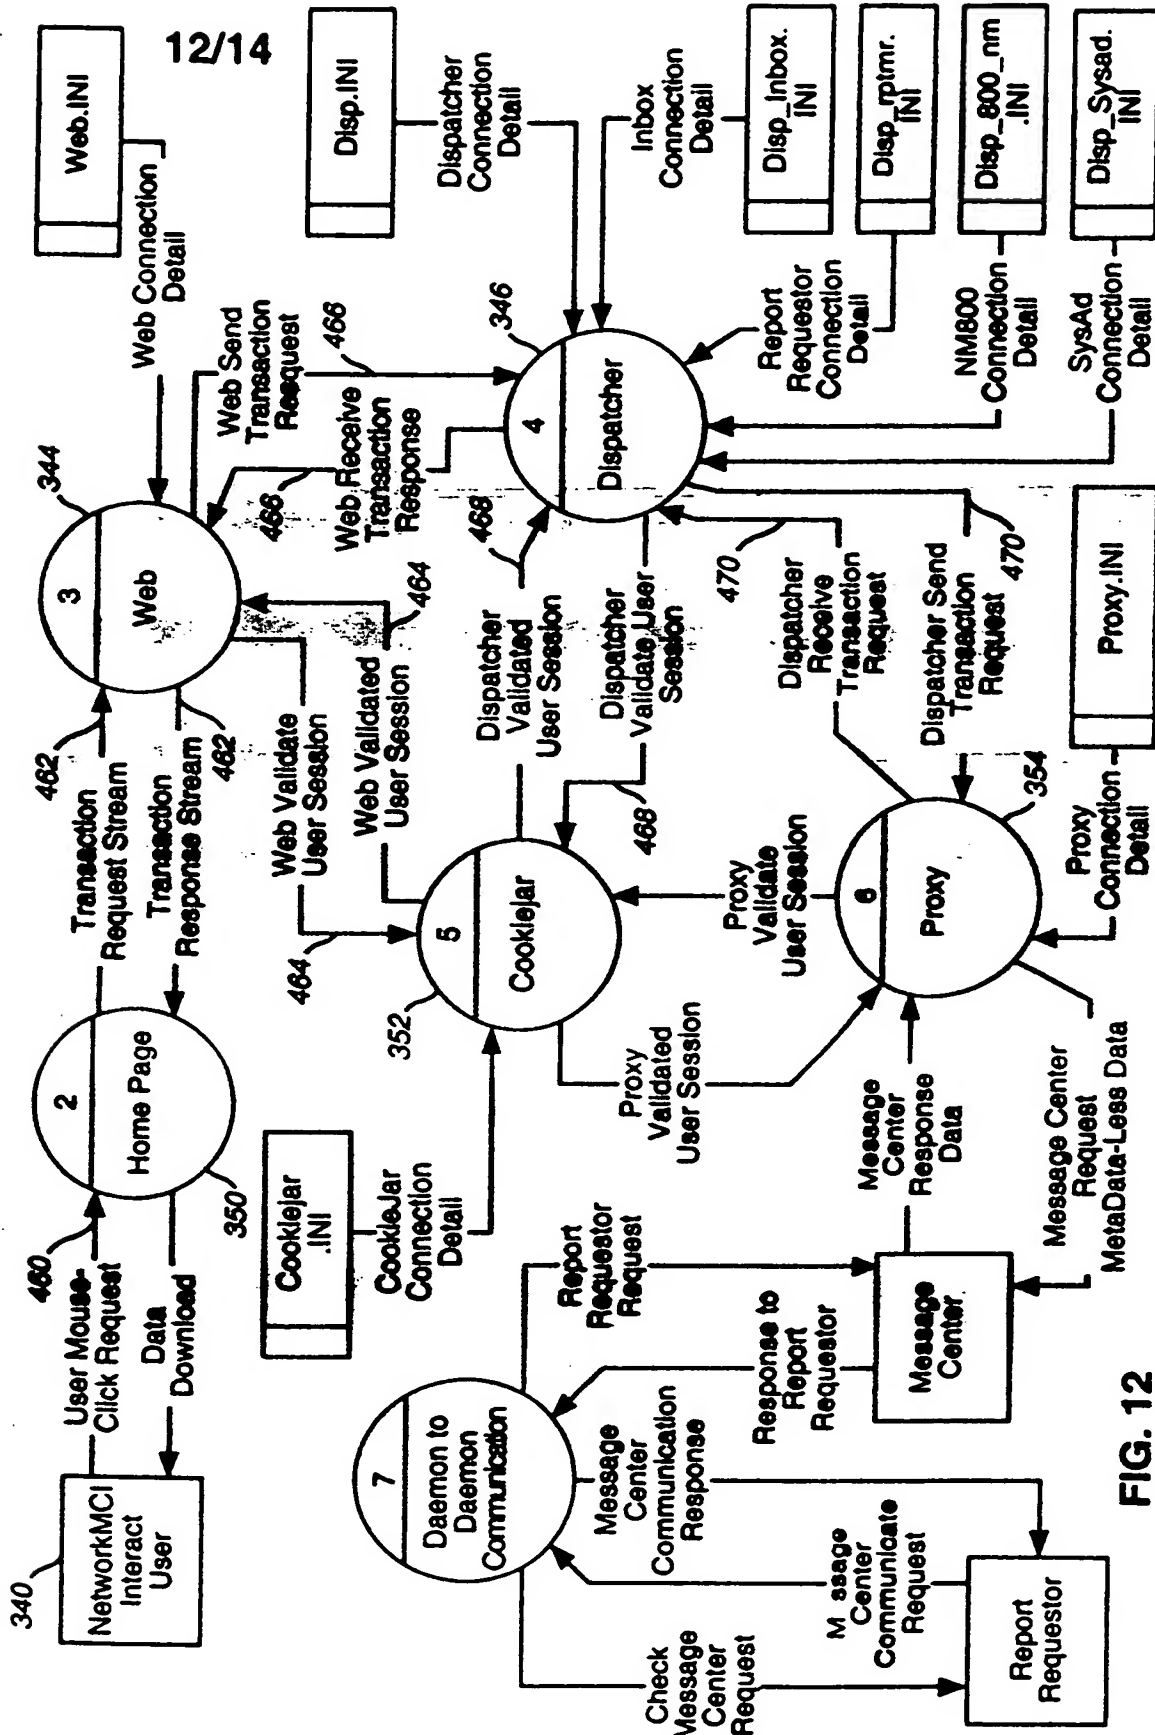 12/14
340
NetworkMCI
Interact
User
User Mouse-
Click Request
460
Data
Download
2
Home Page
350
Transaction
Request Stream
462
Transaction
Response Stream
462
3
Web
344
Web.INI
Web Connection
Detail
Web Validate
User Session
464
Web Validated
User Session
464
Web Send
Transaction
Request
466
Web Receive
Transaction
Response
466
Disp.INI
Dispatcher
Connection
Detail
Cookiejar
.INI
CookieJar
Connection
Detail
352
5
Cookiejar
Dispatcher
Validated
User Session
468
Dispatcher
Validate User
Session
468
4
Dispatcher
346
Inbox
Connection
Detail
Disp_Inbox.
INI
Report
Requestor
Connection
Detail
Disp_rptmr.
INI
NM800
Connection
Detail
Disp_800_nm
.INI
SysAd
Connection
Detail
Disp_Sysad.
INI
7
Daemon to
Daemon
Communication
Report
Requestor
Request
Response to
Report
Requestor
Message
Center
Communication
Response
M ssage
Center
Communicate
Request
Check
Message
Center
Request
Report
Requestor
Message
Center.
Message
Center
Response
Data
Message Center
Request
MetaData-Less Data
Proxy
Validated
User Session
Proxy
Validate
User Session
6
Proxy
354
Dispatcher
Receive
Transaction
Request
470
Dispatcher Send
Transaction
Request
470
Proxy
Connection
Detail
Proxy.INI
FIG. 12